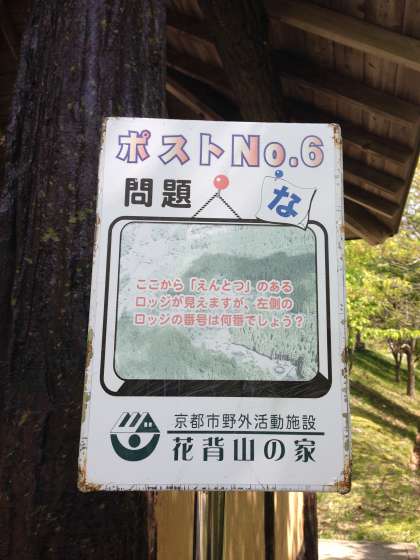 ポストNo.6
問題
な
ここから「えんとつ」のある
ロッジが見えますが、左側の
ロッジの番号は何番でしょう?
京都市野外活動施設
花背山の家